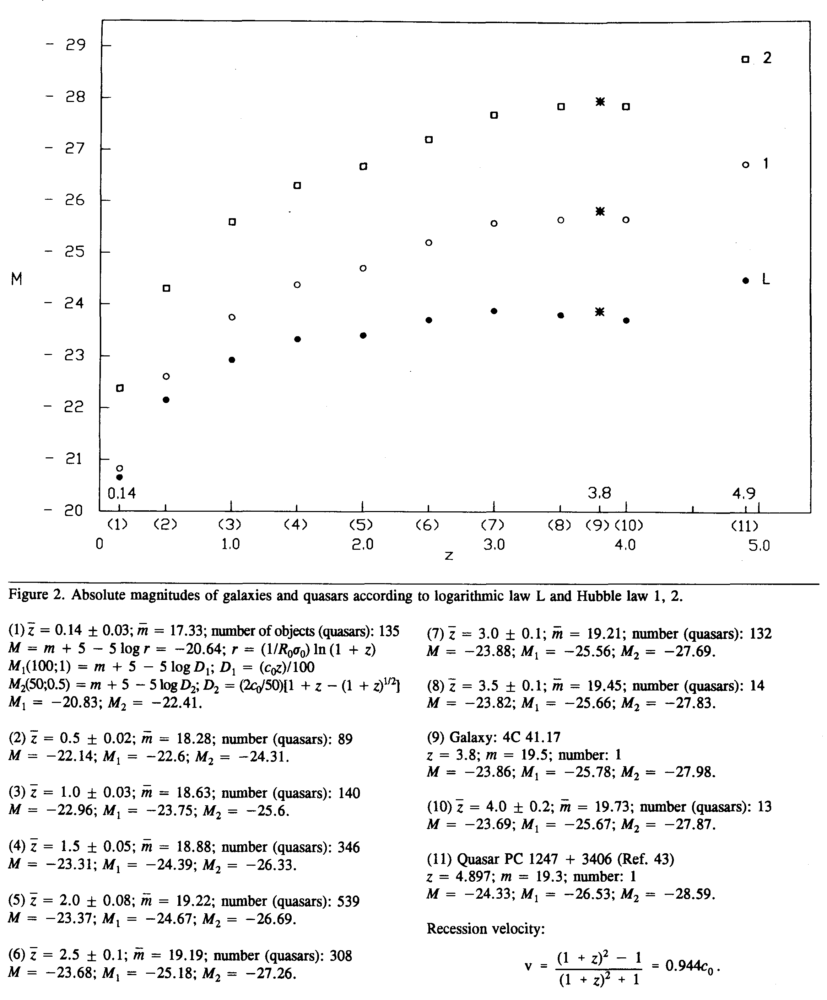 - 29
2
- 28
- 27
1
- 26
- 25
M
L
- 24
- 23
- 22
- 21
0.14 3.8 4.9
- 20
(1) (2) (3) (4) (5) (6) (7) (8) (9) (10) (11)
0 1.0 2.0 3.0 4.0 5.0
z
Figure 2. Absolute magnitudes of galaxies and quasars according to logarithmic law L and Hubble law 1, 2.
(1) z̄ = 0.14 ± 0.03; m̄ = 17.33; number of objects (quasars): 135
M = m + 5 − 5 log r = −20.64; r = (1/R₀σ₀) ln (1 + z)
M₁(100;1) = m + 5 − 5 log D₁; D₁ = (c₀z)/100
M₂(50;0.5) = m + 5 − 5 log D₂; D₂ = (2c₀/50)[1 + z − (1 + z)^1/2]
M₁ = −20.83; M₂ = −22.41.
(2) z̄ = 0.5 ± 0.02; m̄ = 18.28; number (quasars): 89
M = −22.14; M₁ = −22.6; M₂ = −24.31.
(3) z̄ = 1.0 ± 0.03; m̄ = 18.63; number (quasars): 140
M = −22.96; M₁ = −23.75; M₂ = −25.6.
(4) z̄ = 1.5 ± 0.05; m̄ = 18.88; number (quasars): 346
M = −23.31; M₁ = −24.39; M₂ = −26.33.
(5) z̄ = 2.0 ± 0.08; m̄ = 19.22; number (quasars): 539
M = −23.37; M₁ = −24.67; M₂ = −26.69.
(6) z̄ = 2.5 ± 0.1; m̄ = 19.19; number (quasars): 308
M = −23.68; M₁ = −25.18; M₂ = −27.26.
(7) z̄ = 3.0 ± 0.1; m̄ = 19.21; number (quasars): 132
M = −23.88; M₁ = −25.56; M₂ = −27.69.
(8) z̄ = 3.5 ± 0.1; m̄ = 19.45; number (quasars): 14
M = −23.82; M₁ = −25.66; M₂ = −27.83.
(9) Galaxy: 4C 41.17
z = 3.8; m = 19.5; number: 1
M = −23.86; M₁ = −25.78; M₂ = −27.98.
(10) z̄ = 4.0 ± 0.2; m̄ = 19.73; number (quasars): 13
M = −23.69; M₁ = −25.67; M₂ = −27.87.
(11) Quasar PC 1247 + 3406 (Ref. 43)
z = 4.897; m = 19.3; number: 1
M = −24.33; M₁ = −26.53; M₂ = −28.59.
Recession velocity:
v = (1 + z)² − 1 / (1 + z)² + 1 = 0.944c₀.